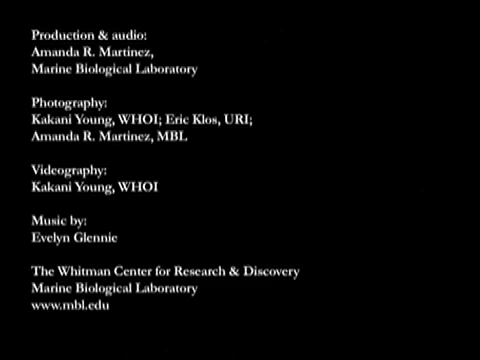 Production & audio:
Amanda R. Martinez,
Marine Biological Laboratory
Photography:
Kakani Young, WHOI; Eric Klos, URI;
Amanda R. Martinez, MBL
Videography:
Kakani Young, WHOI
Music by:
Evelyn Glennie
The Whitman Center for Research & Discovery
Marine Biological Laboratory
www.mbl.edu